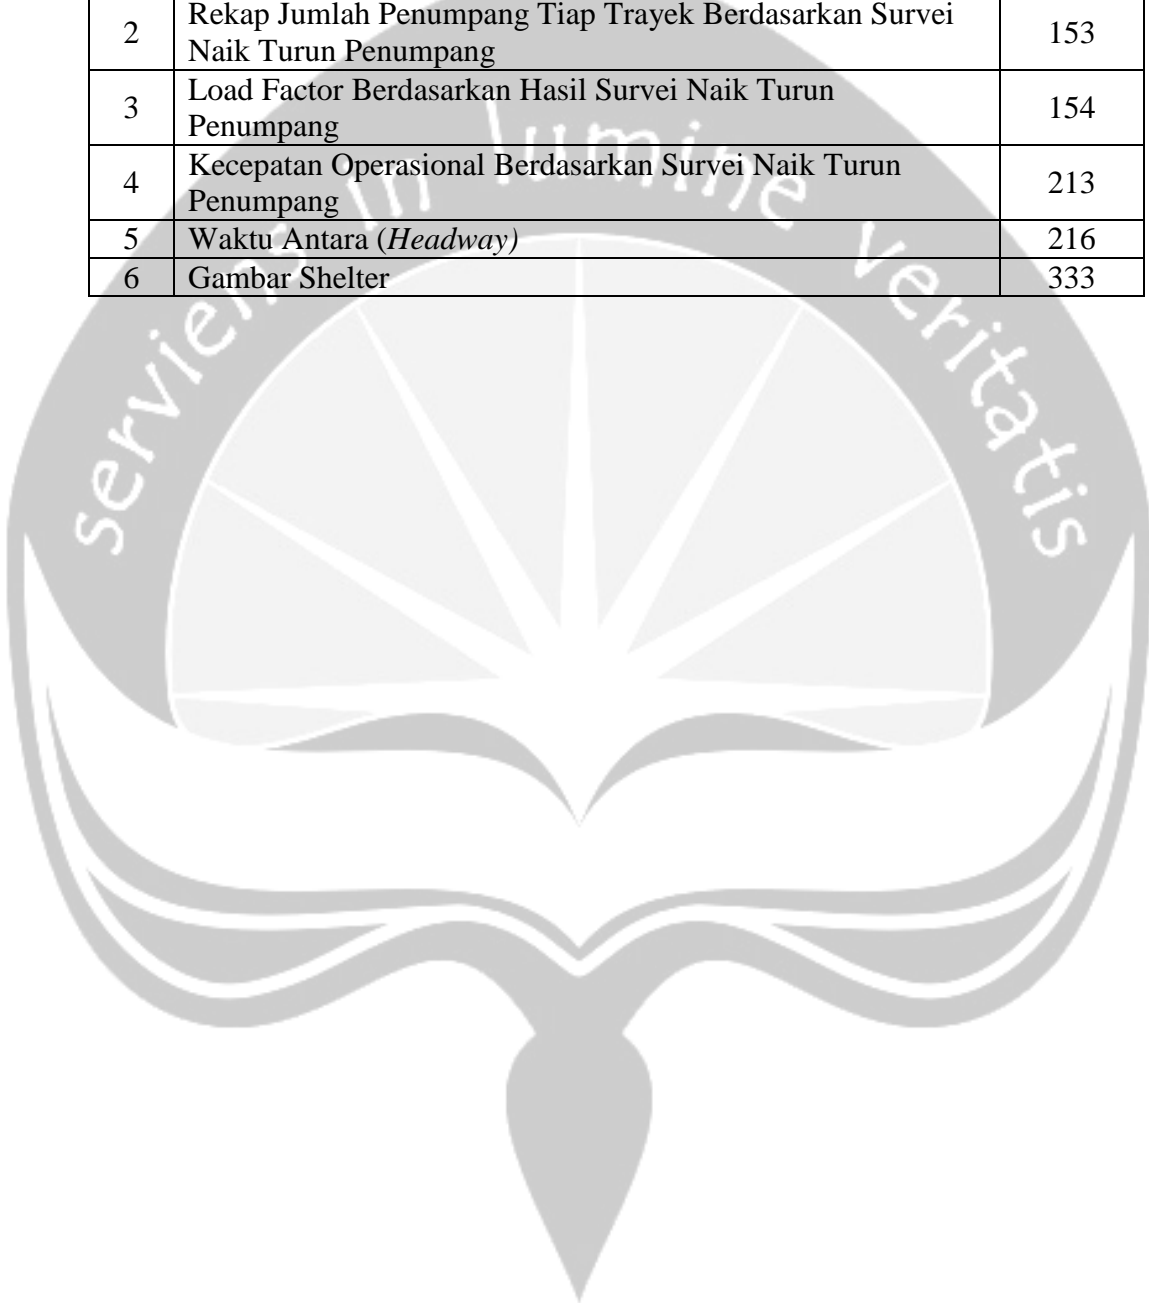 2 Rekap Jumlah Penumpang Tiap Trayek Berdasarkan Survei
Naik Turun Penumpang 153
3 Load Factor Berdasarkan Hasil Survei Naik Turun
Penumpang 154
4 Kecepatan Operasional Berdasarkan Survei Naik Turun
Penumpang 213
5 Waktu Antara (Headway) 216
6 Gambar Shelter 333
serviens in lumine veritatis